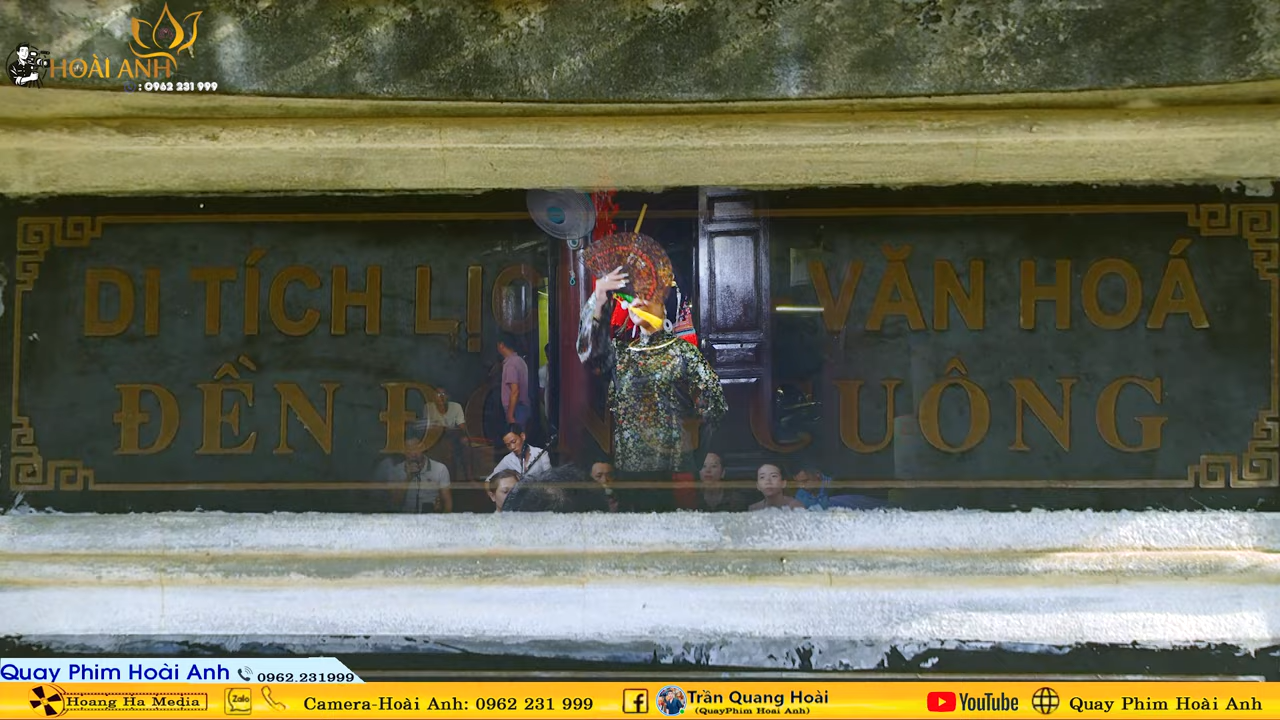 HOÀI ANH
: 0962 231 999
DI TÍCH LỊC VĂN HOÁ
ĐỀN ĐÔNG CUÔNG
Quay Phim Hoài Anh 0962.231999
Hoang Ha Media Zalo Camera-Hoài Anh: 0962 231 999 Trần Quang Hoài YouTube Quay Phim Hoài Anh
(QuayPhim Hoai Anh)